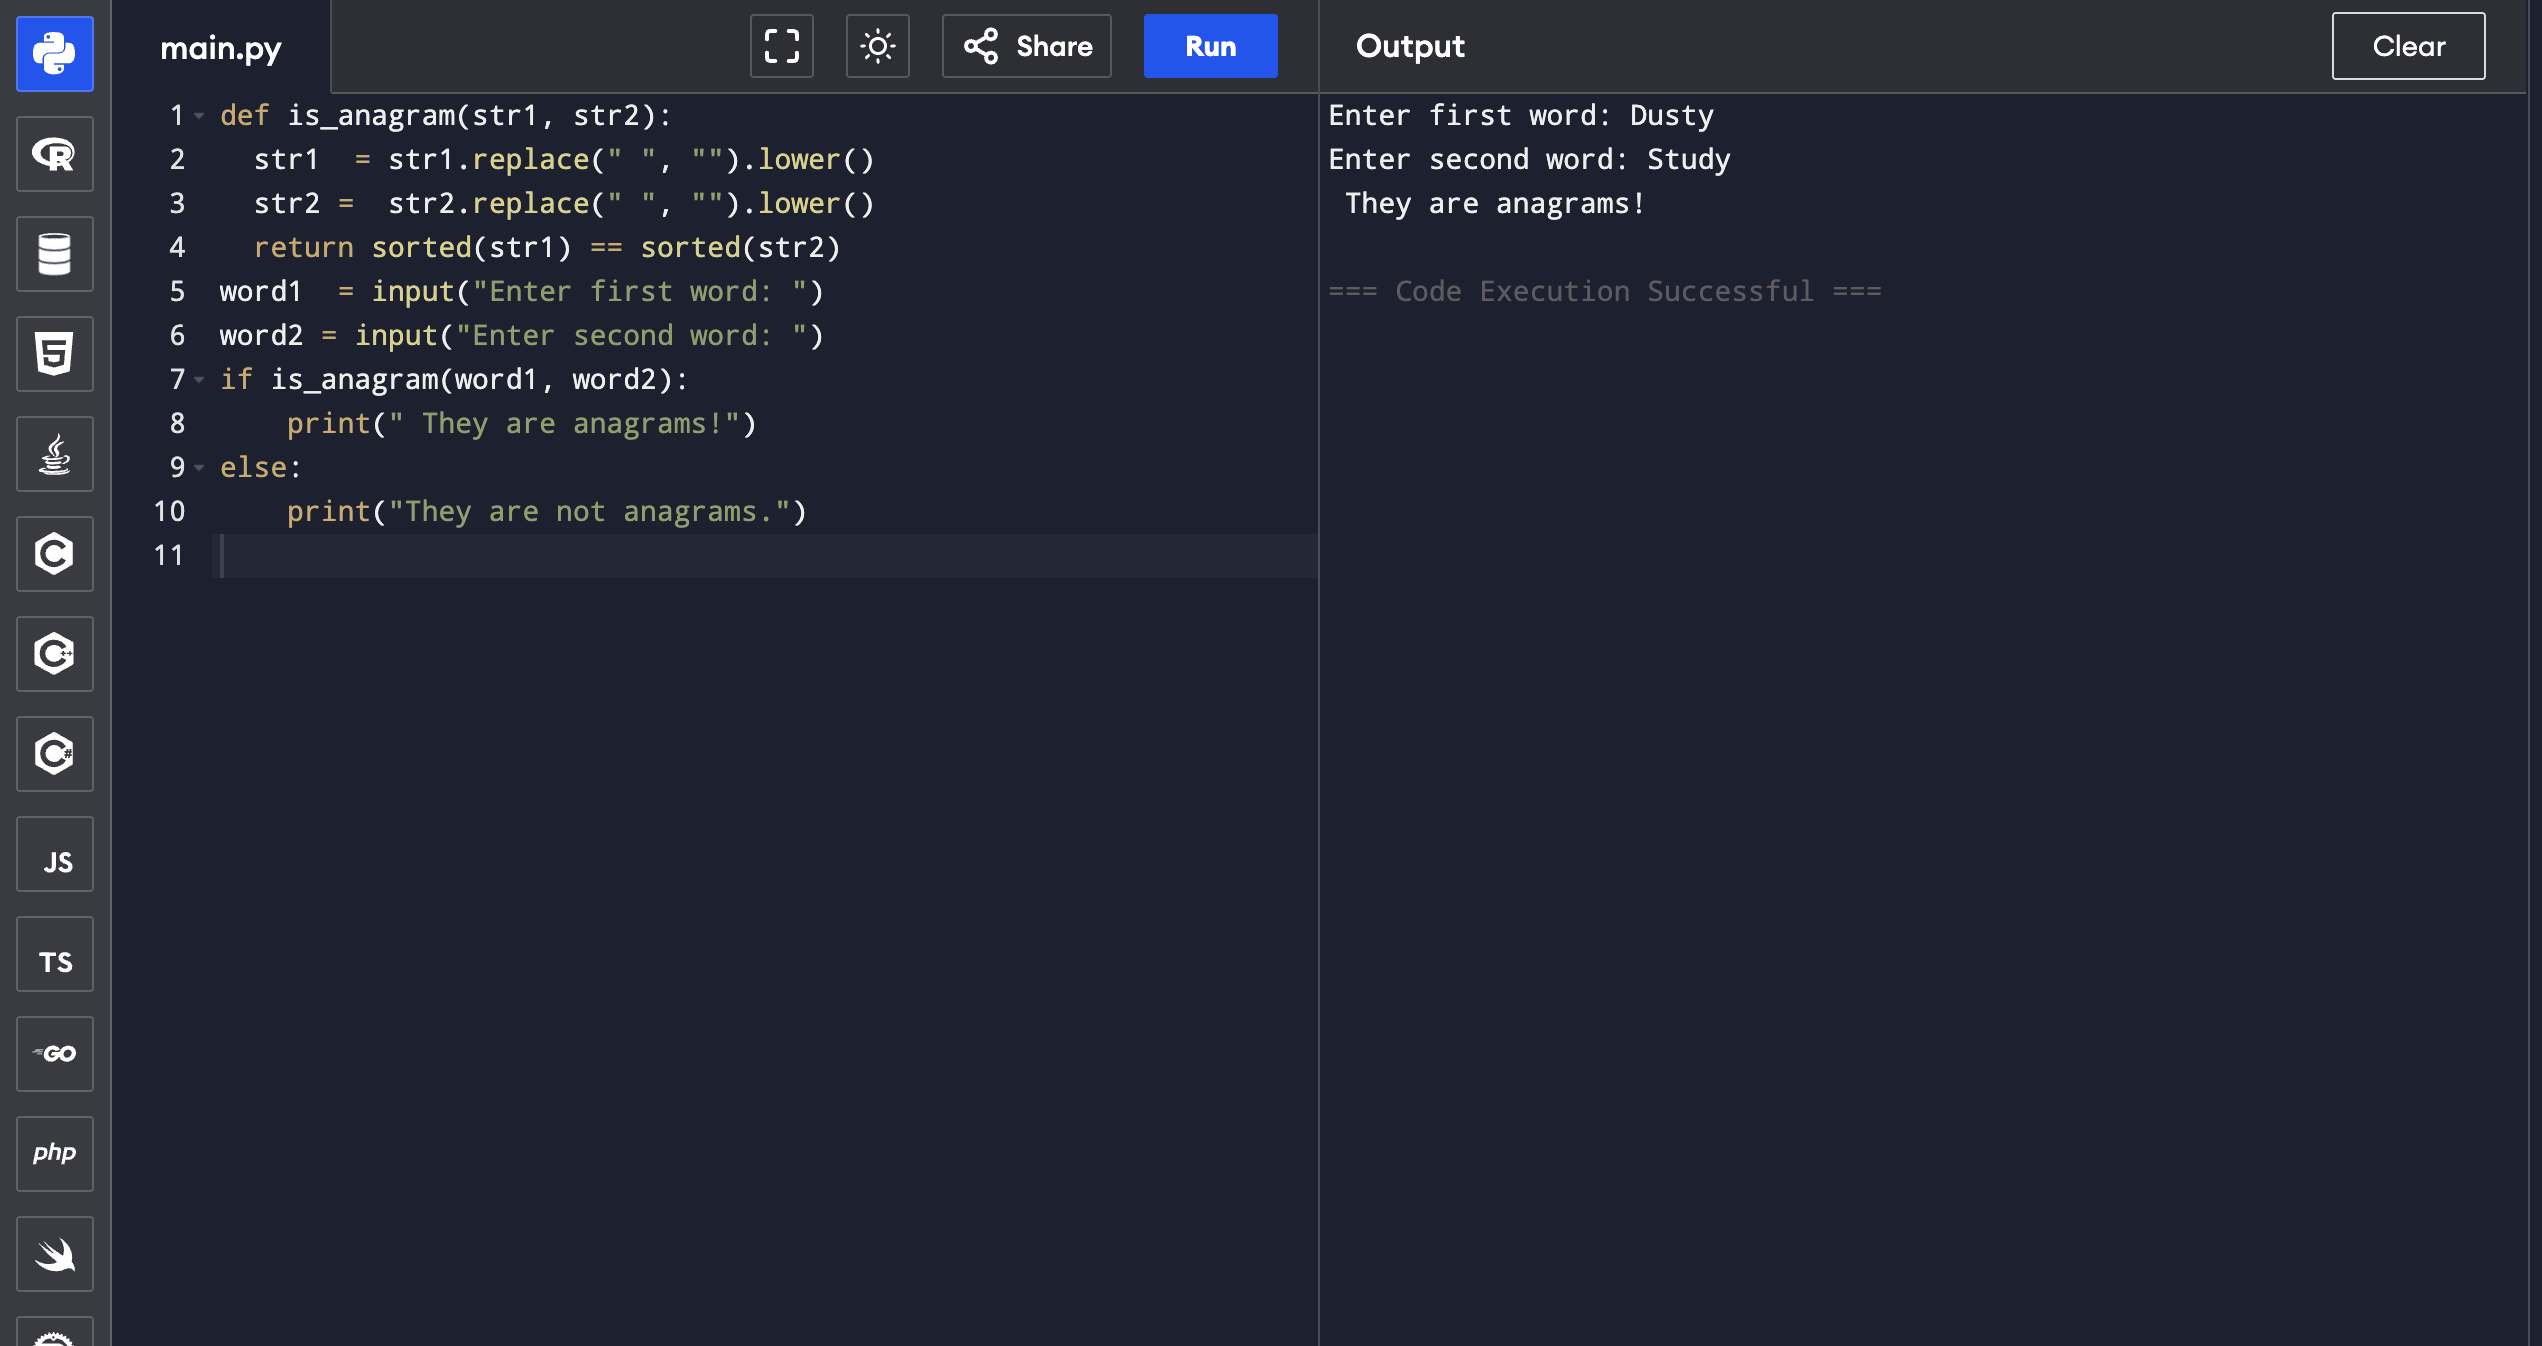 main.py
Share
Run
Output
Clear
1 def is_anagram(str1, str2):
2   str1  = str1.replace(" ", "").lower()
3   str2 =  str2.replace(" ", "").lower()
4   return sorted(str1) == sorted(str2)
5 word1  = input("Enter first word: ")
6 word2 = input("Enter second word: ")
7 if is_anagram(word1, word2):
8     print(" They are anagrams!")
9 else:
10     print("They are not anagrams.")
11
Enter first word: Dusty
Enter second word: Study
 They are anagrams!
=== Code Execution Successful ===
R
5
C
C++
C#
JS
TS
GO
php